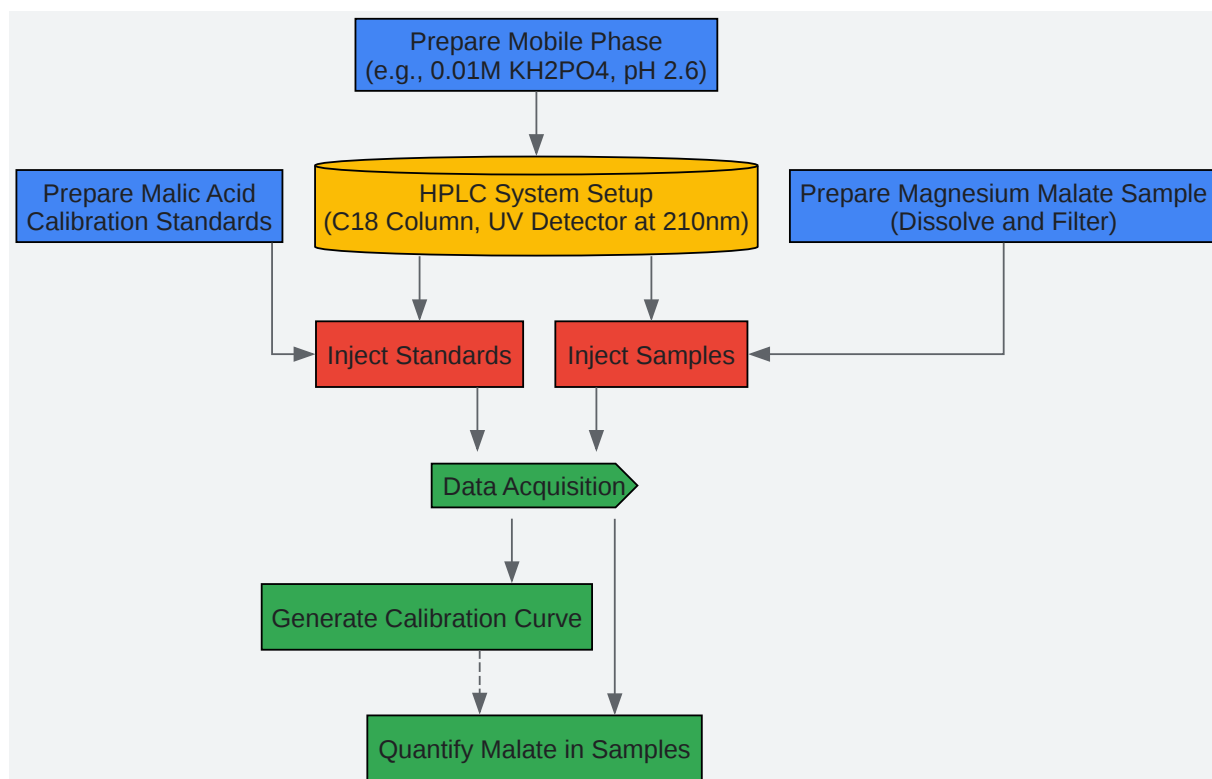 Prepare Mobile Phase
(e.g., 0.01M KH2PO4, pH 2.6)
Prepare Malic Acid
Calibration Standards
HPLC System Setup
(C18 Column, UV Detector at 210nm)
Prepare Magnesium Malate Sample
(Dissolve and Filter)
Inject Standards
Inject Samples
Data Acquisition
Generate Calibration Curve
Quantify Malate in Samples